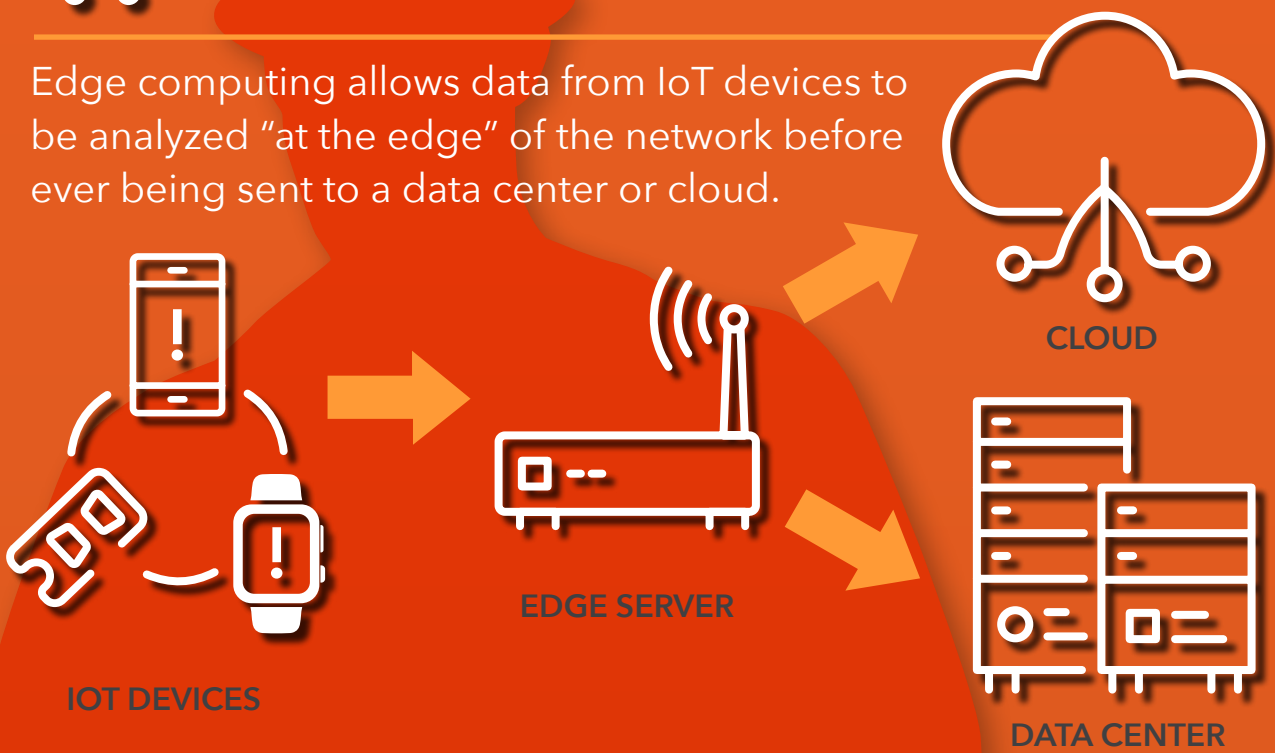 Edge computing allows data from IoT devices to
be analyzed “at the edge” of the network before
ever being sent to a data center or cloud.
CLOUD
EDGE SERVER
IOT DEVICES
DATA CENTER